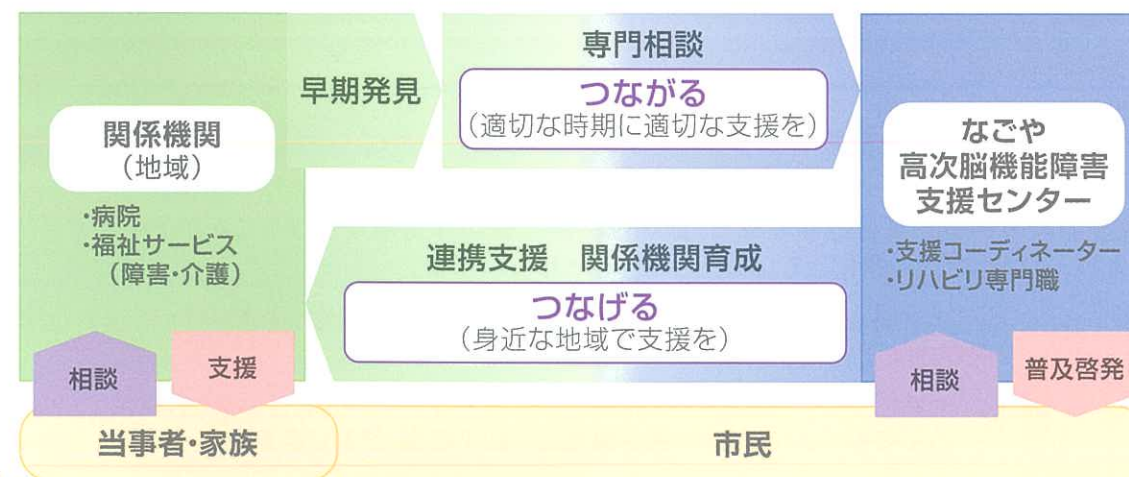 関係機関
（地域）
・病院
・福祉サービス
（障害・介護）
早期発見
専門相談
つながる
（適切な時期に適切な支援を）
連携支援　関係機関育成
つなげる
（身近な地域で支援を）
なごや
高次脳機能障害
支援センター
・支援コーディネーター
・リハビリ専門職
相談
支援
相談
普及啓発
当事者・家族
市民